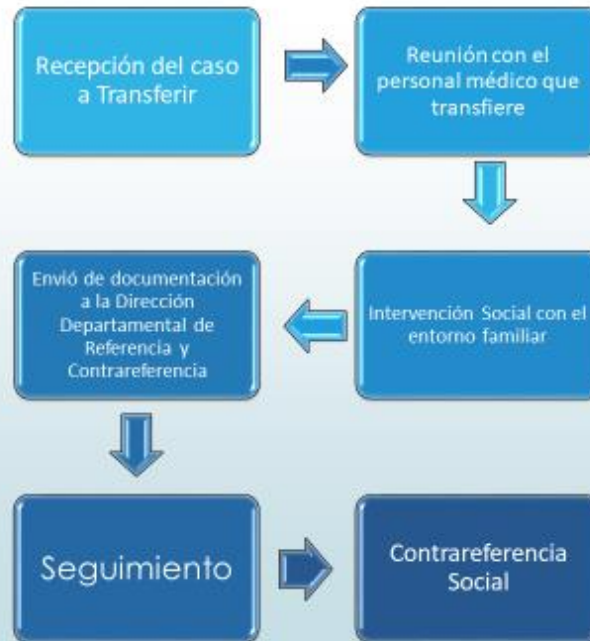 Recepción del caso
a Transferir
Reunión con el
personal médico que
transfiere
Intervención Social con el
entorno familiar
Envió de documentación
a la Dirección
Departamental de
Referencia y
Contrareferencia
Seguimiento
Contrareferencia
Social